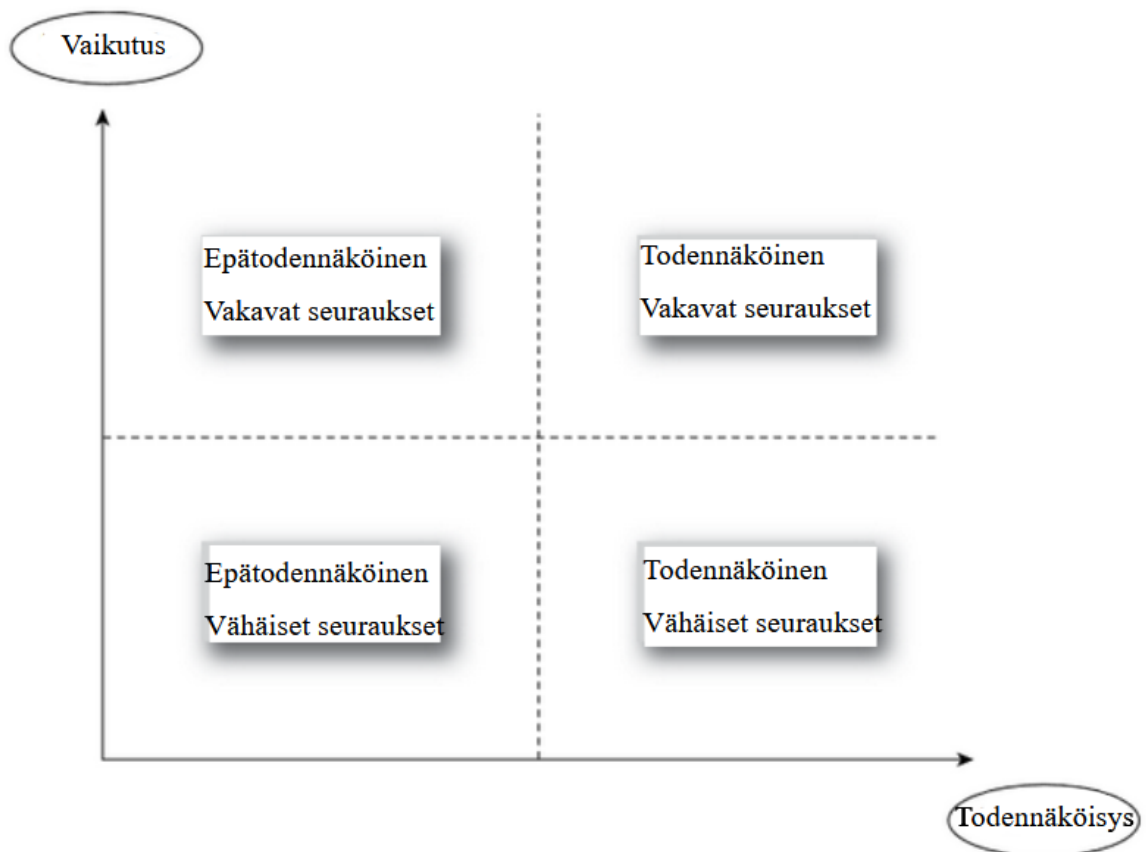 Vaikutus
Epätodennäköinen
Vakavat seuraukset
Todennäköinen
Vakavat seuraukset
Epätodennäköinen
Vähäiset seuraukset
Todennäköinen
Vähäiset seuraukset
Todennäköisys